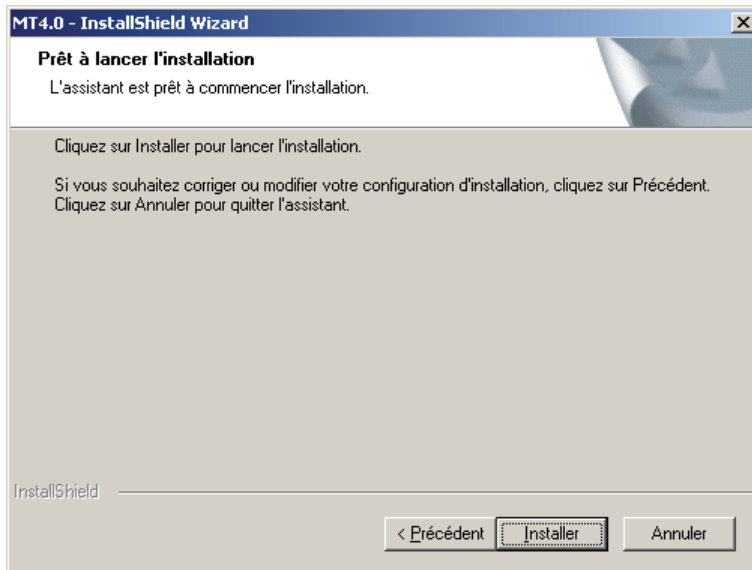 MT4.0 - InstallShield Wizard
Prêt à lancer l'installation
L'assistant est prêt à commencer l'installation.
Cliquez sur Installer pour lancer l'installation.
Si vous souhaitez corriger ou modifier votre configuration d'installation, cliquez sur Précédent.
Cliquez sur Annuler pour quitter l'assistant.
InstallShield
< Précédent Installer Annuler